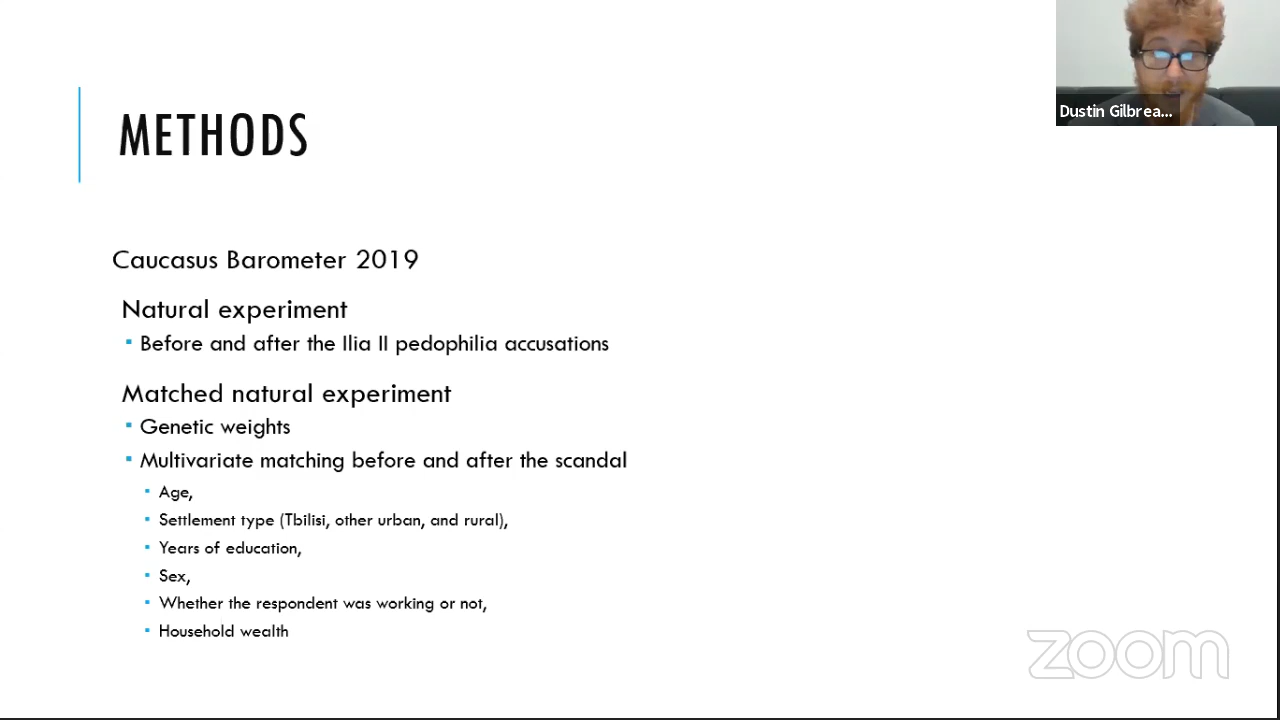 Dustin Gilbrea...
METHODS
Caucasus Barometer 2019
Natural experiment
▪ Before and after the Ilia II pedophilia accusations
Matched natural experiment
▪ Genetic weights
▪ Multivariate matching before and after the scandal
▪ Age,
▪ Settlement type (Tbilisi, other urban, and rural),
▪ Years of education,
▪ Sex,
▪ Whether the respondent was working or not,
▪ Household wealth
zoom